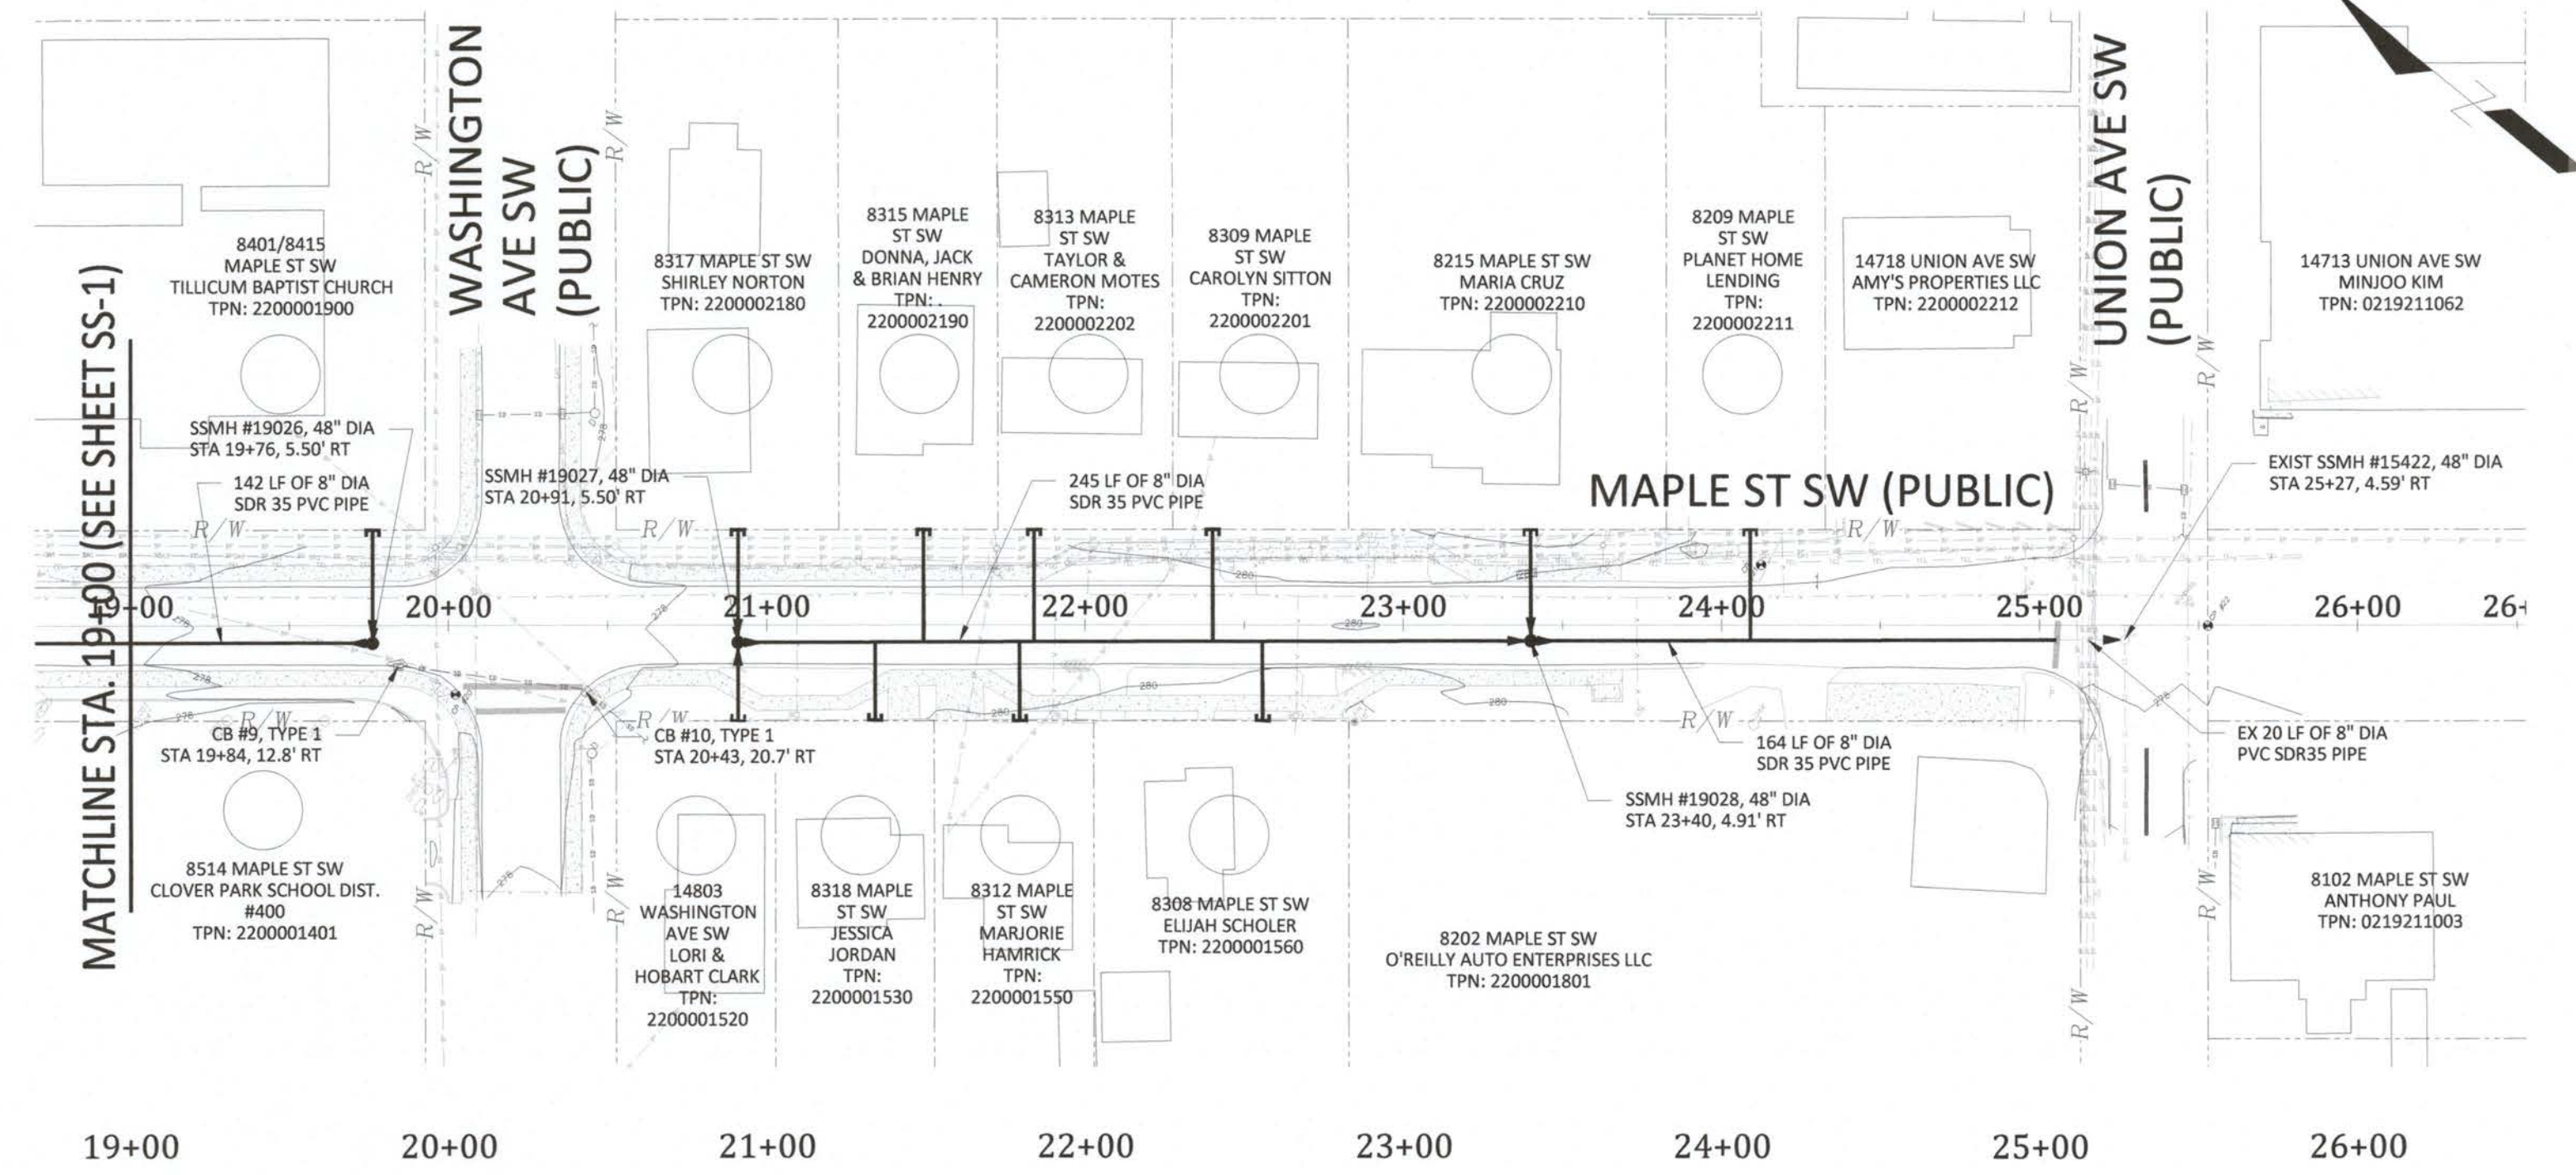 WASHINGTON
AVE SW
(PUBLIC)
UNION AVE SW
(PUBLIC)
MATCHLINE STA. 19+00 (SEE SHEET SS-1)
R/W
R/W
8401/8415
MAPLE ST SW
TILLICUM BAPTIST CHURCH
TPN: 2200001900
8317 MAPLE ST SW
SHIRLEY NORTON
TPN: 2200002180
8315 MAPLE
ST SW
DONNA, JACK
& BRIAN HENRY
TPN: .
2200002190
8313 MAPLE
ST SW
TAYLOR &
CAMERON MOTES
TPN:
2200002202
8309 MAPLE
ST SW
CAROLYN SITTON
TPN:
2200002201
8215 MAPLE ST SW
MARIA CRUZ
TPN: 2200002210
8209 MAPLE
ST SW
PLANET HOME
LENDING
TPN:
2200002211
14718 UNION AVE SW
AMY'S PROPERTIES LLC
TPN: 2200002212
14713 UNION AVE SW
MINJOO KIM
TPN: 0219211062
R/W
R/W
SSMH #19026, 48" DIA
STA 19+76, 5.50' RT
142 LF OF 8" DIA
SDR 35 PVC PIPE
SSMH #19027, 48" DIA
STA 20+91, 5.50' RT
245 LF OF 8" DIA
SDR 35 PVC PIPE
MAPLE ST SW (PUBLIC)
EXIST SSMH #15422, 48" DIA
STA 25+27, 4.59' RT
278
R/W
R/W
R/W
280
19+00
20+00
21+00
22+00
23+00
24+00
25+00
26+00
26+
278
278
280
278
278
280
280
280
278
R/W
R/W
R/W
CB #9, TYPE 1
STA 19+84, 12.8' RT
CB #10, TYPE 1
STA 20+43, 20.7' RT
164 LF OF 8" DIA
SDR 35 PVC PIPE
EX 20 LF OF 8" DIA
PVC SDR35 PIPE
SSMH #19028, 48" DIA
STA 23+40, 4.91' RT
8514 MAPLE ST SW
CLOVER PARK SCHOOL DIST.
#400
TPN: 2200001401
278
R/W
R/W
14803
WASHINGTON
AVE SW
LORI &
HOBART CLARK
TPN:
2200001520
8318 MAPLE
ST SW
JESSICA
JORDAN
TPN:
2200001530
8312 MAPLE
ST SW
MARJORIE
HAMRICK
TPN:
2200001550
8308 MAPLE ST SW
ELIJAH SCHOLER
TPN: 2200001560
8202 MAPLE ST SW
O'REILLY AUTO ENTERPRISES LLC
TPN: 2200001801
R/W
R/W
8102 MAPLE ST SW
ANTHONY PAUL
TPN: 0219211003
19+00
20+00
21+00
22+00
23+00
24+00
25+00
26+00